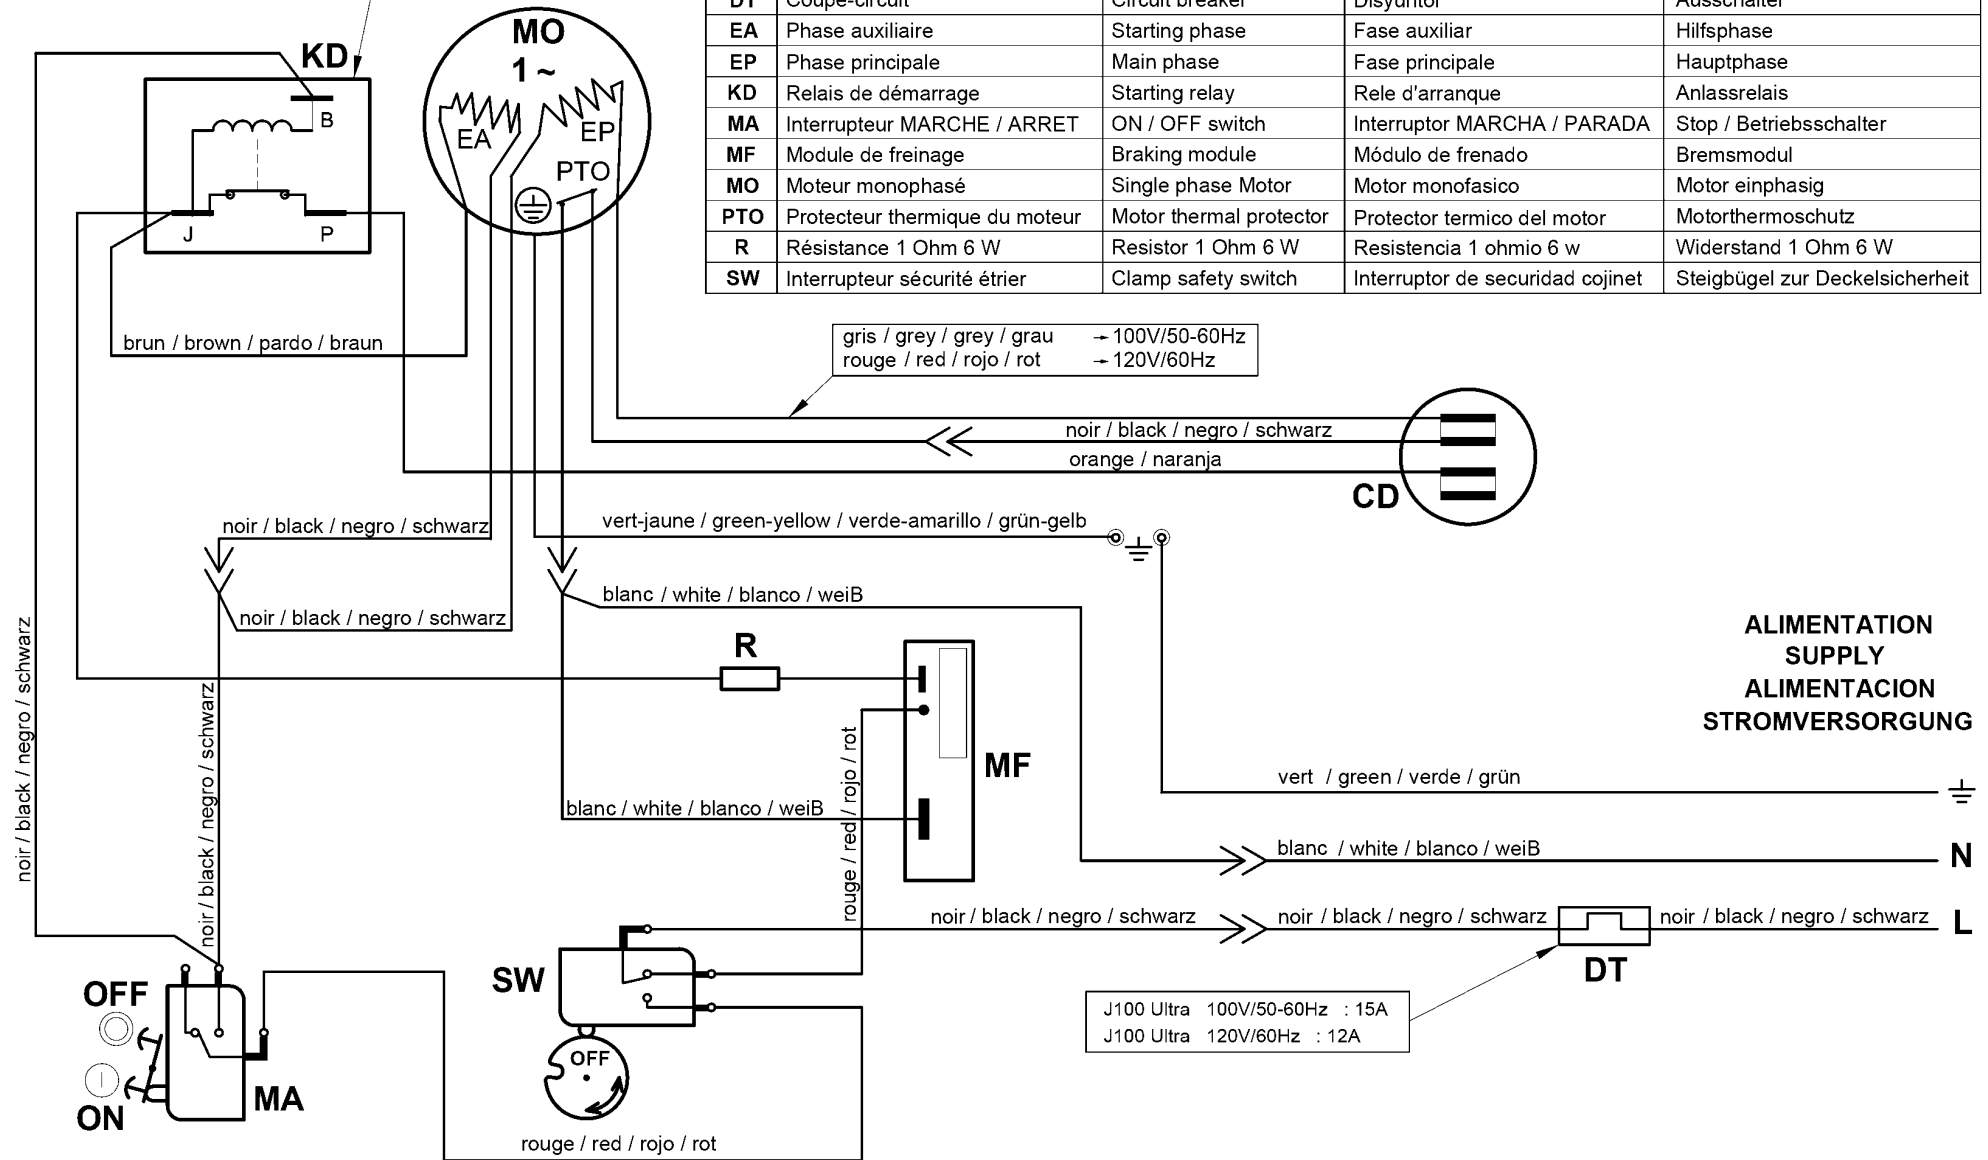 DT Coupe-circuit Circuit breaker Disyuntor Ausschalter
EA Phase auxiliaire Starting phase Fase auxiliar Hilfsphase
EP Phase principale Main phase Fase principale Hauptphase
KD Relais de démarrage Starting relay Rele d'arranque Anlassrelais
MA Interrupteur MARCHE / ARRET ON / OFF switch Interruptor MARCHA / PARADA Stop / Betriebsschalter
MF Module de freinage Braking module Módulo de frenado Bremsmodul
MO Moteur monophasé Single phase Motor Motor monofasico Motor einphasig
PTO Protecteur thermique du moteur Motor thermal protector Protector termico del motor Motorthermoschutz
R Résistance 1 Ohm 6 W Resistor 1 Ohm 6 W Resistencia 1 ohmio 6 w Widerstand 1 Ohm 6 W
SW Interrupteur sécurité étrier Clamp safety switch Interruptor de securidad cojinet Steigbügel zur Deckelsicherheit
KD
B
J P
MO
1 ~
EA EP
PTO
brun / brown / pardo / braun
gris / grey / grey / grau → 100V/50-60Hz
rouge / red / rojo / rot → 120V/60Hz
noir / black / negro / schwarz
orange / naranja
CD
noir / black / negro / schwarz
vert-jaune / green-yellow / verde-amarillo / grün-gelb
blanc / white / blanco / weiB
noir / black / negro / schwarz
R
MF
ALIMENTATION
SUPPLY
ALIMENTACION
STROMVERSORGUNG
noir / black / negro / schwarz
noir / black / negro / schwarz
rouge / red / rojo / rot
vert / green / verde / grün
blanc / white / blanco / weiB
blanc / white / blanco / weiB
N
noir / black / negro / schwarz
noir / black / negro / schwarz
noir / black / negro / schwarz
L
DT
SW
OFF
OFF
ON
MA
J100 Ultra 100V/50-60Hz : 15A
J100 Ultra 120V/60Hz : 12A
rouge / red / rojo / rot